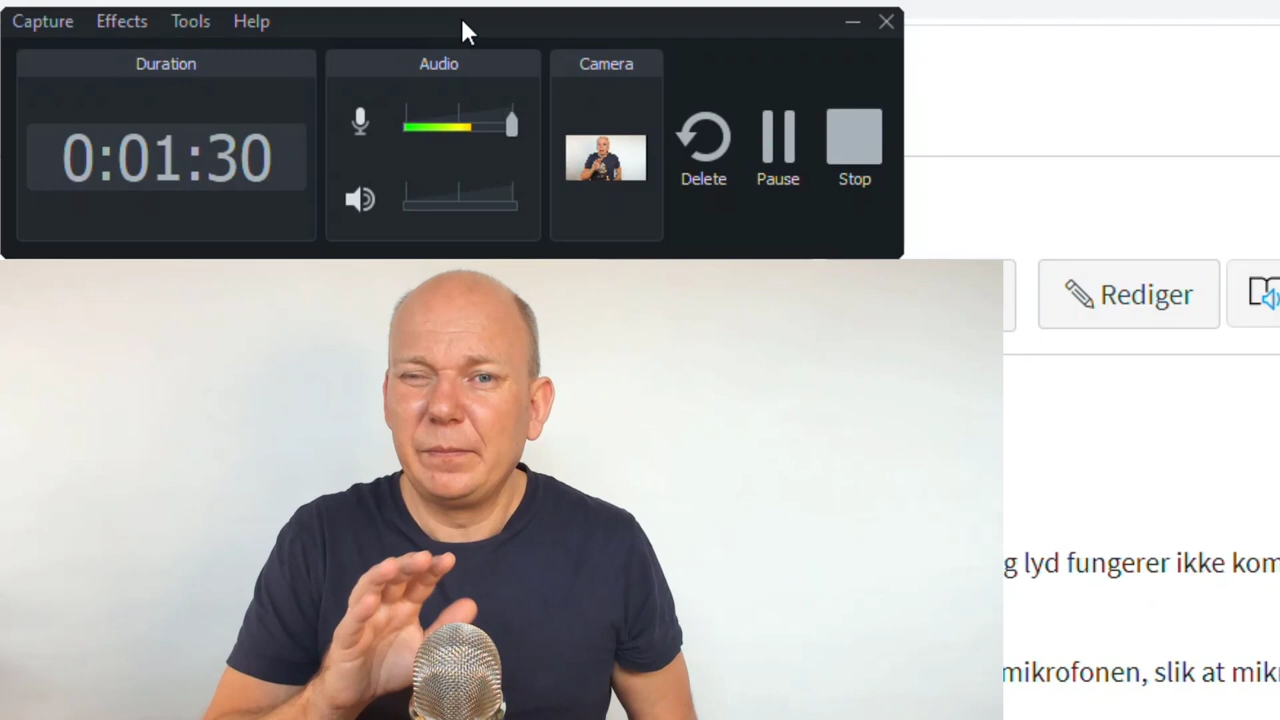 Capture Effects Tools Help
Duration Audio Camera
0:01:30
Delete Pause Stop
Rediger
g lyd fungerer ikke kom
mikrofonen, slik at mik